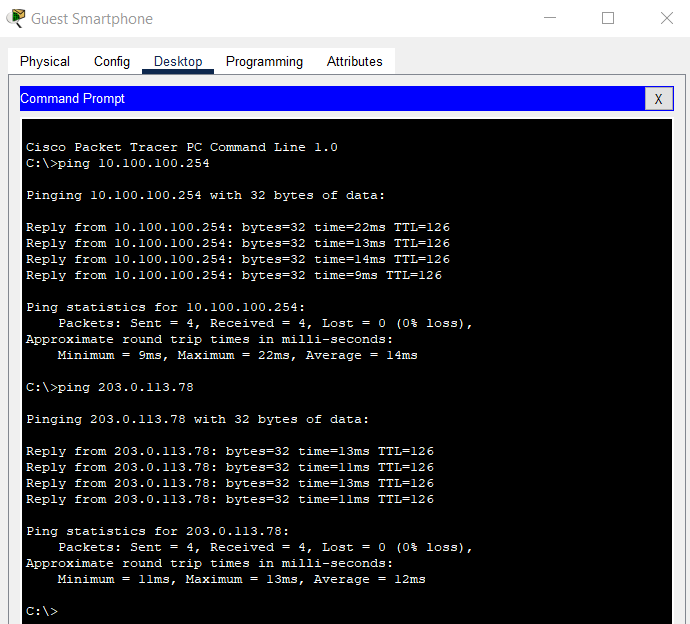 Guest Smartphone
Physical Config Desktop Programming Attributes
Command Prompt X
Cisco Packet Tracer PC Command Line 1.0
C:\>ping 10.100.100.254
Pinging 10.100.100.254 with 32 bytes of data:
Reply from 10.100.100.254: bytes=32 time=22ms TTL=126
Reply from 10.100.100.254: bytes=32 time=13ms TTL=126
Reply from 10.100.100.254: bytes=32 time=14ms TTL=126
Reply from 10.100.100.254: bytes=32 time=9ms TTL=126
Ping statistics for 10.100.100.254:
Packets: Sent = 4, Received = 4, Lost = 0 (0% loss),
Approximate round trip times in milli-seconds:
Minimum = 9ms, Maximum = 22ms, Average = 14ms
C:\>ping 203.0.113.78
Pinging 203.0.113.78 with 32 bytes of data:
Reply from 203.0.113.78: bytes=32 time=13ms TTL=126
Reply from 203.0.113.78: bytes=32 time=11ms TTL=126
Reply from 203.0.113.78: bytes=32 time=13ms TTL=126
Reply from 203.0.113.78: bytes=32 time=11ms TTL=126
Ping statistics for 203.0.113.78:
Packets: Sent = 4, Received = 4, Lost = 0 (0% loss),
Approximate round trip times in milli-seconds:
Minimum = 11ms, Maximum = 13ms, Average = 12ms
C:\>